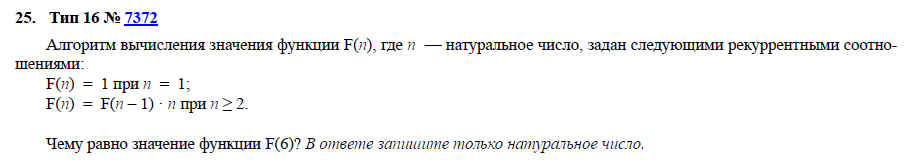 25. Тип 16 № 7372
Алгоритм вычисления значения функции F(n), где n — натуральное число, задан следующими рекуррентными соотно-
шениями:
F(n) = 1 при n = 1;
F(n) = F(n – 1) · n при n ≥ 2.
Чему равно значение функции F(6)? В ответе запишите только натуральное число.